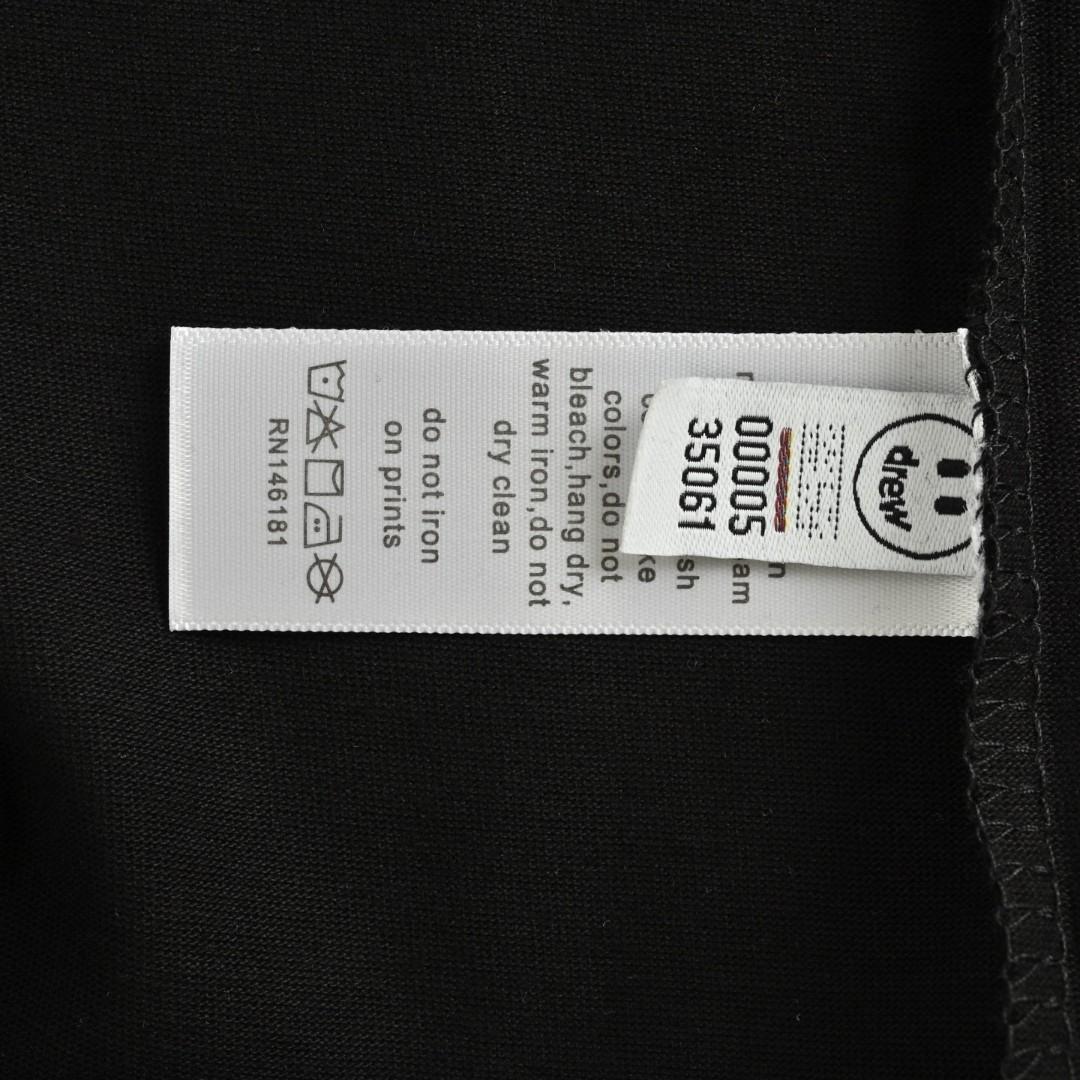 drew
00005
35061
colors,do not
bleach,hang dry,
warm iron,do not
dry clean
do not iron
on prints
RN146181